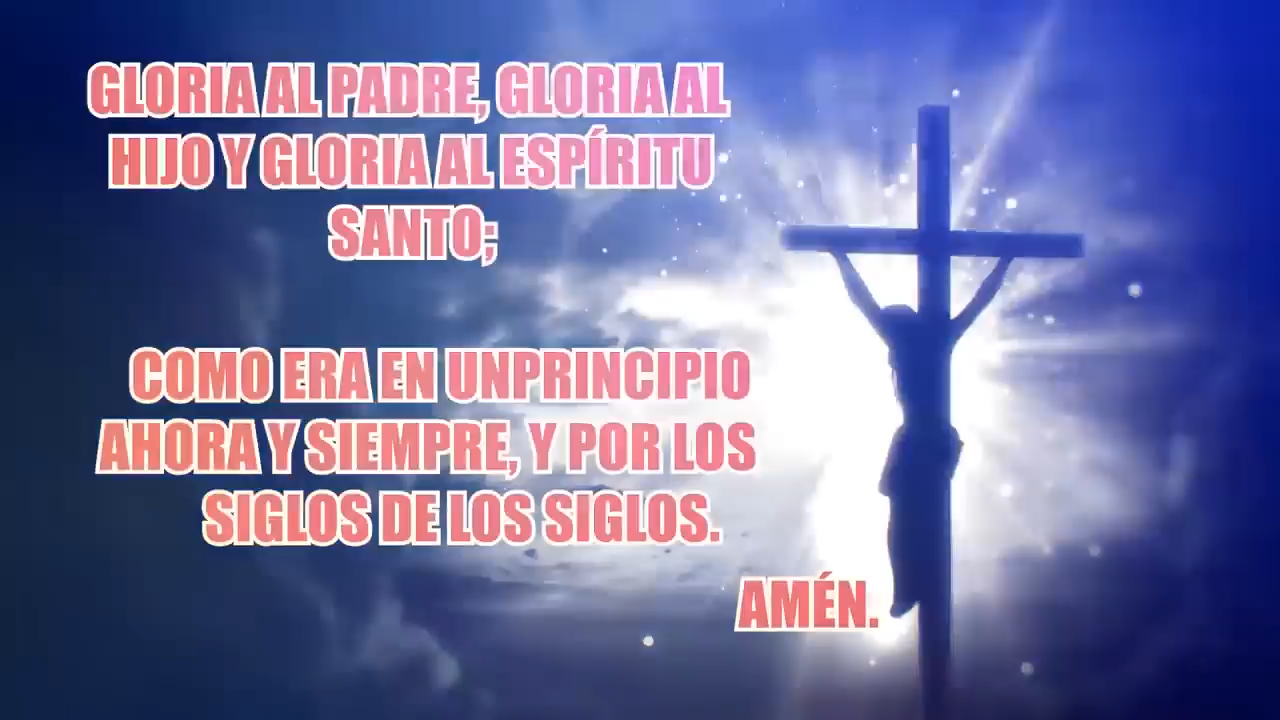 GLORIA AL PADRE, GLORIA AL
HIJO Y GLORIA AL ESPÍRITU
SANTO;
COMO ERA EN UNPRINCIPIO
AHORA Y SIEMPRE, Y POR LOS
SIGLOS DE LOS SIGLOS.
AMÉN.